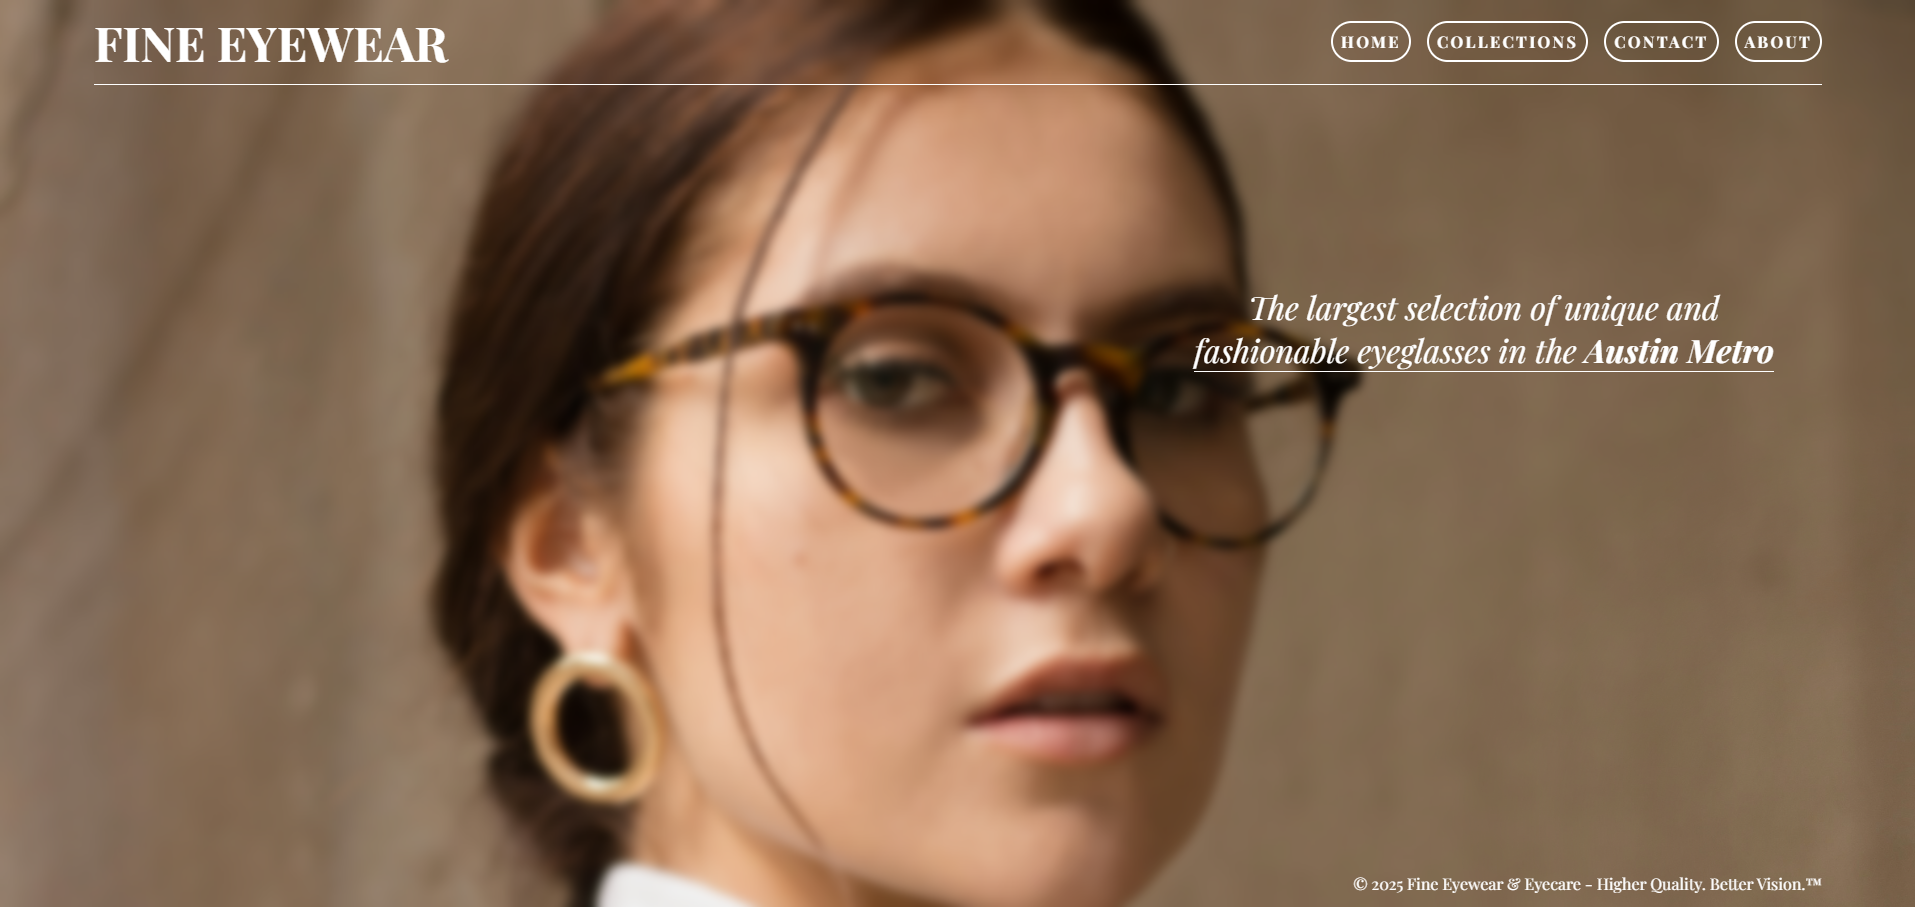 FINE EYEWEAR
HOME COLLECTIONS CONTACT ABOUT
The largest selection of unique and
fashionable eyeglasses in the Austin Metro
© 2025 Fine Eyewear & Eyecare - Higher Quality. Better Vision.™